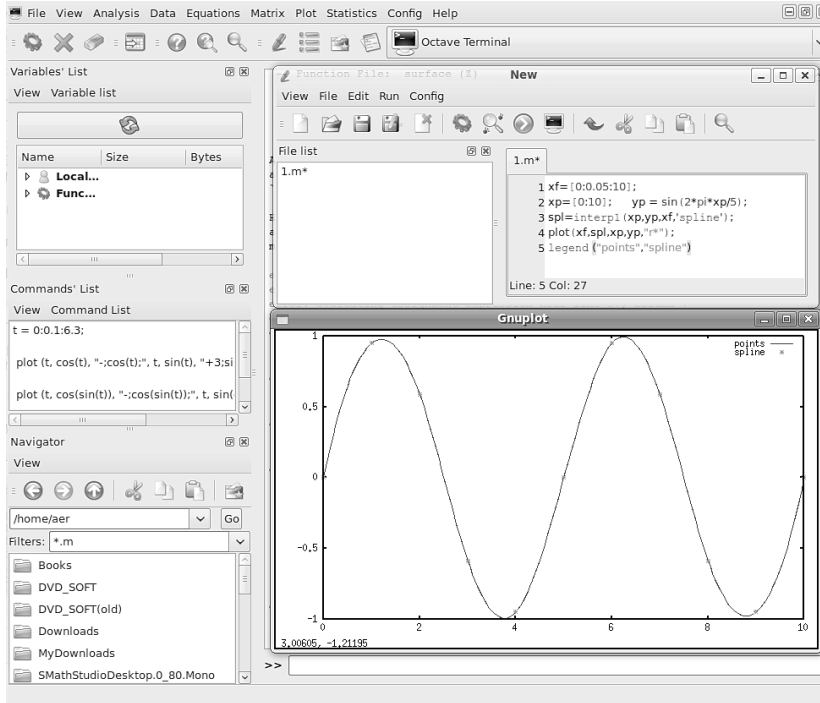 File View Analysis Data Equations Matrix Plot Statistics Config Help
Octave Terminal
Variables' List
View Variable list
Name Size Bytes
Local...
Func...
Commands' List
View Command List
t = 0:0.1:6.3;
plot (t, cos(t), "-;cos(t);", t, sin(t), "+3;si
plot (t, cos(sin(t)), "-;cos(sin(t));", t, sin(
Navigator
View
/home/aer
Go
Filters: *.m
Books
DVD_SOFT
DVD_SOFT(old)
Downloads
MyDownloads
SMathStudioDesktop.0_80.Mono
Function File: surface (Z)
New
View File Edit Run Config
File list
1.m*
1.m*
1 xf=[0:0.05:10];
2 xp=[0:10]; yp = sin(2*pi*xp/5);
3 spl=interp1(xp,yp,xf,'spline');
4 plot(xf,spl,xp,yp,"r*");
5 legend ("points","spline")
Line: 5 Col: 27
Gnuplot
points
spline
1
0.5
0
-0.5
-1
0 2 4 6 8 10
3.00605, -1.21195
>>